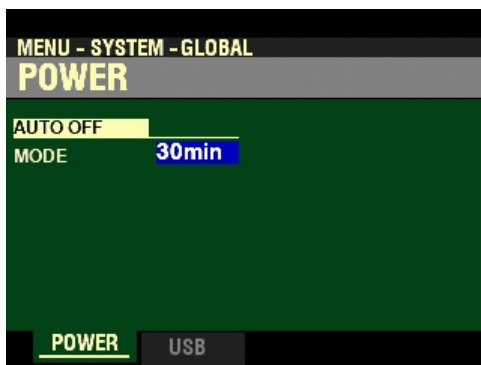 MENU - SYSTEM - GLOBAL
POWER
AUTO OFF
MODE 30min
POWER USB